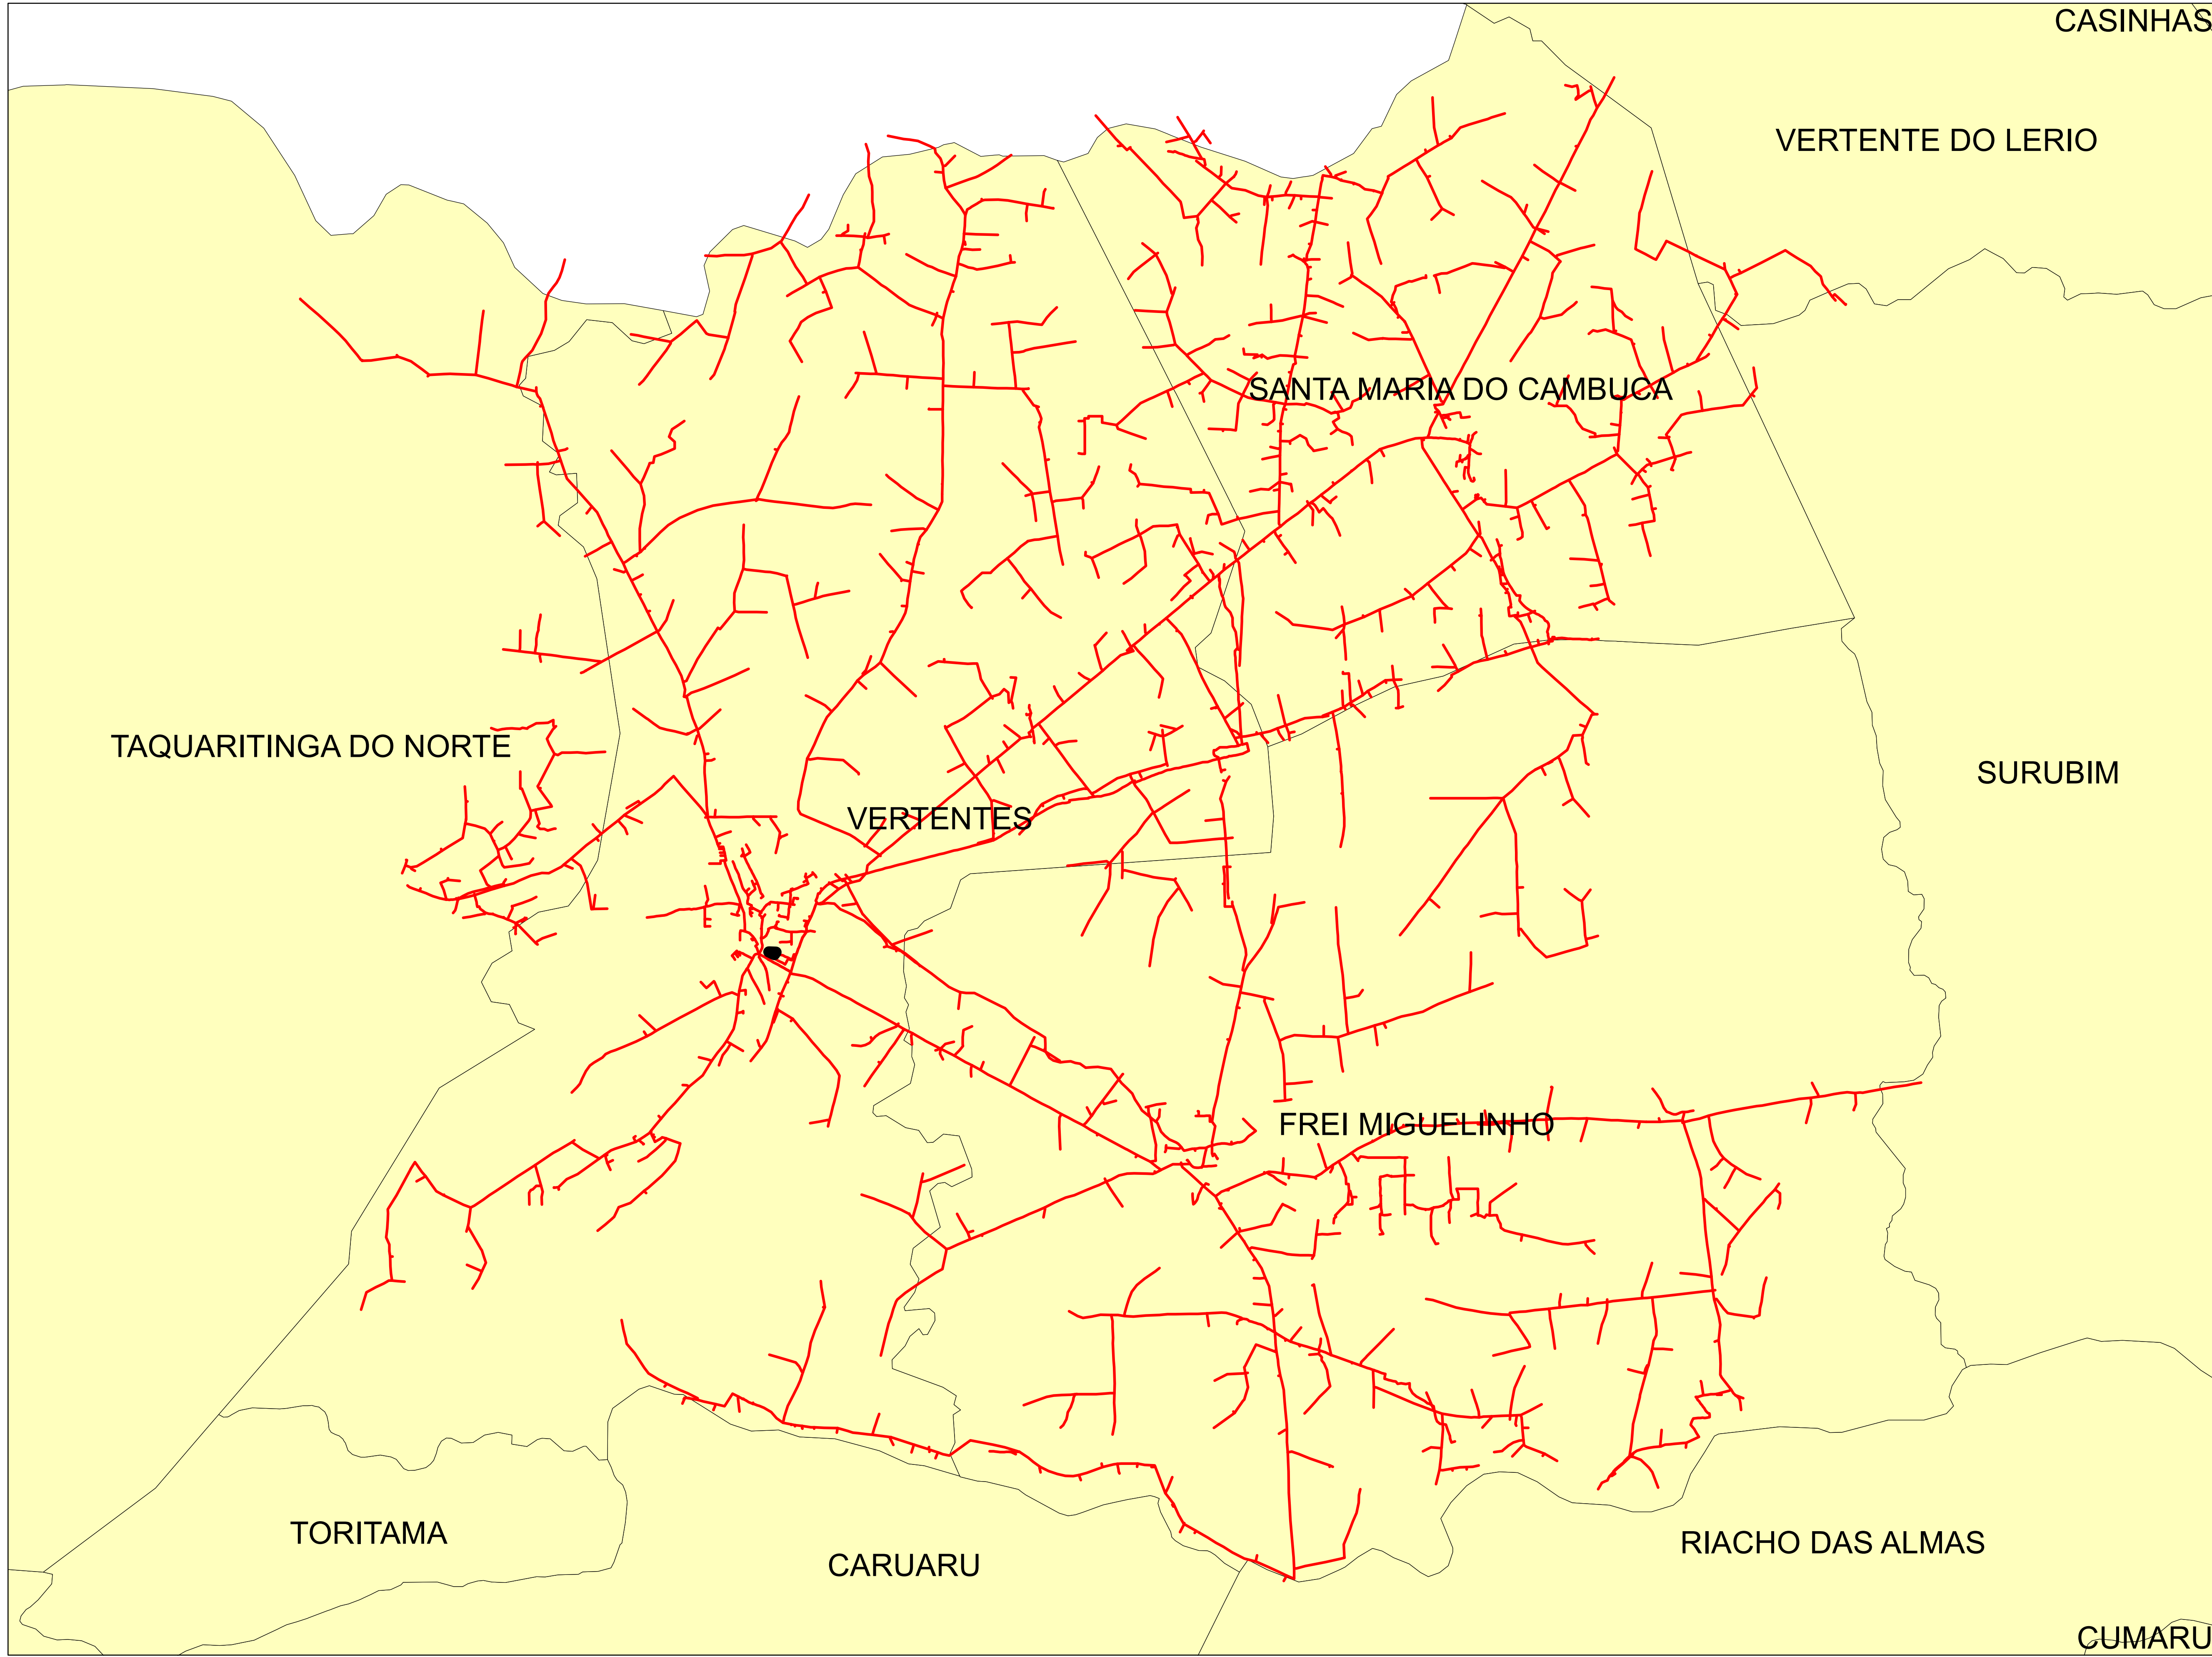 CASINHAS
VERTENTE DO LERIO
SANTA MARIA DO CAMBUCA
TAQUARITINGA DO NORTE
SURUBIM
VERTENTES
FREI MIGUELINHO
TORITAMA
RIACHO DAS ALMAS
CARUARU
CUMARU